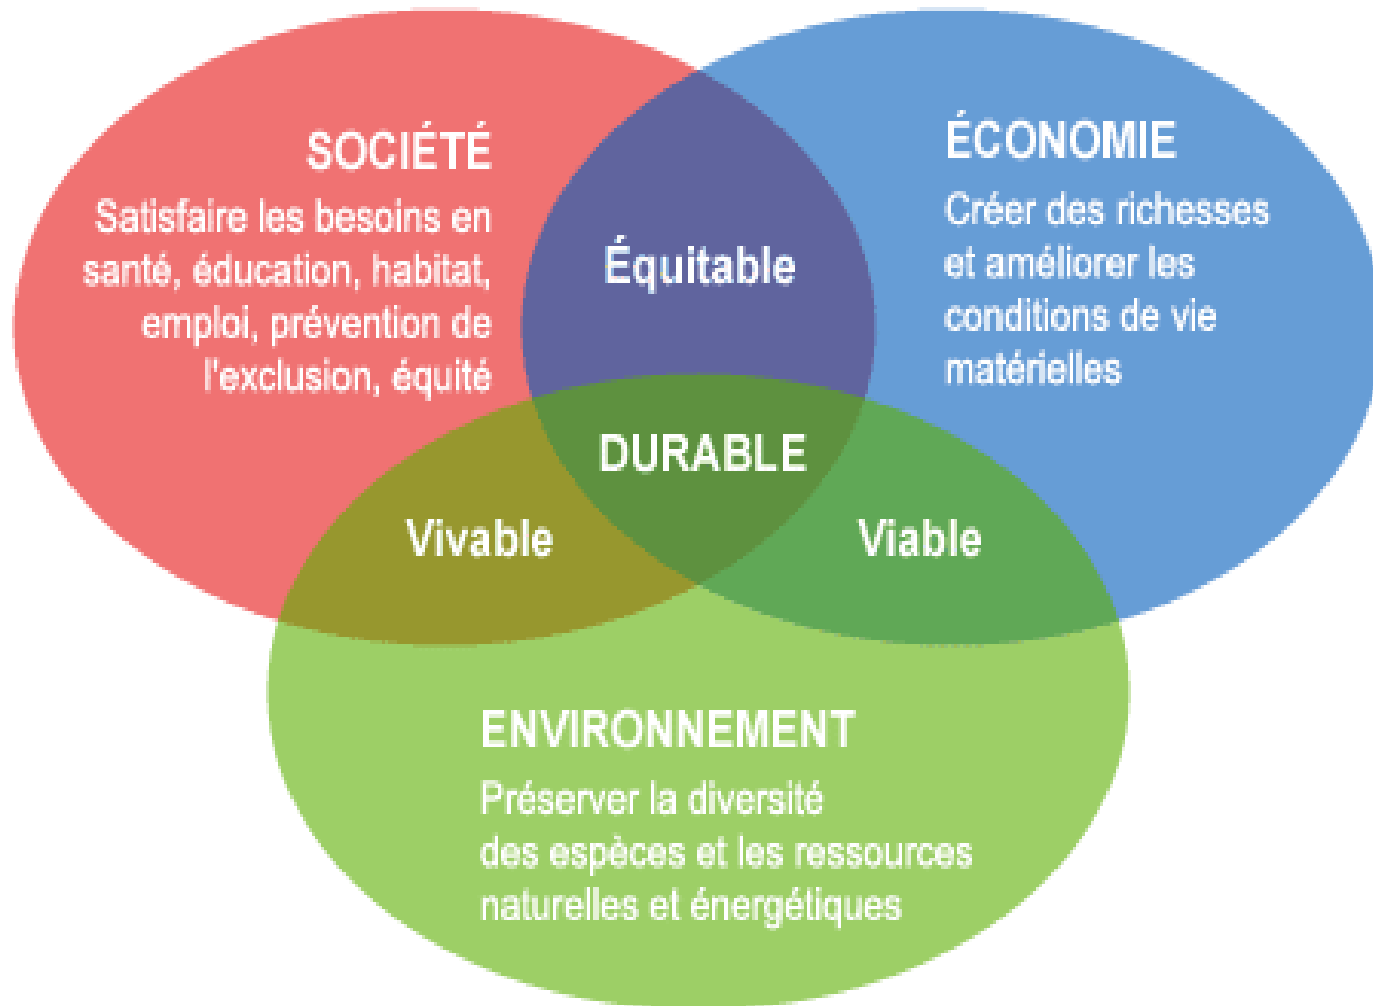 SOCIÉTÉ
Satisfaire les besoins en
santé, éducation, habitat,
emploi, prévention de
l'exclusion, équité
ÉCONOMIE
Créer des richesses
et améliorer les
conditions de vie
matérielles
Équitable
DURABLE
Vivable
Viable
ENVIRONNEMENT
Préserver la diversité
des espèces et les ressources
naturelles et énergétiques